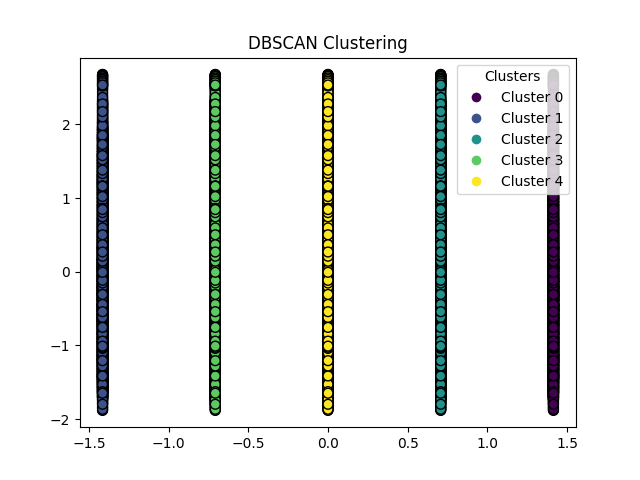 DBSCAN Clustering
Clusters
Cluster 0
Cluster 1
Cluster 2
Cluster 3
Cluster 4
2
1
0
−1
−2
−1.5
−1.0
−0.5
0.0
0.5
1.0
1.5